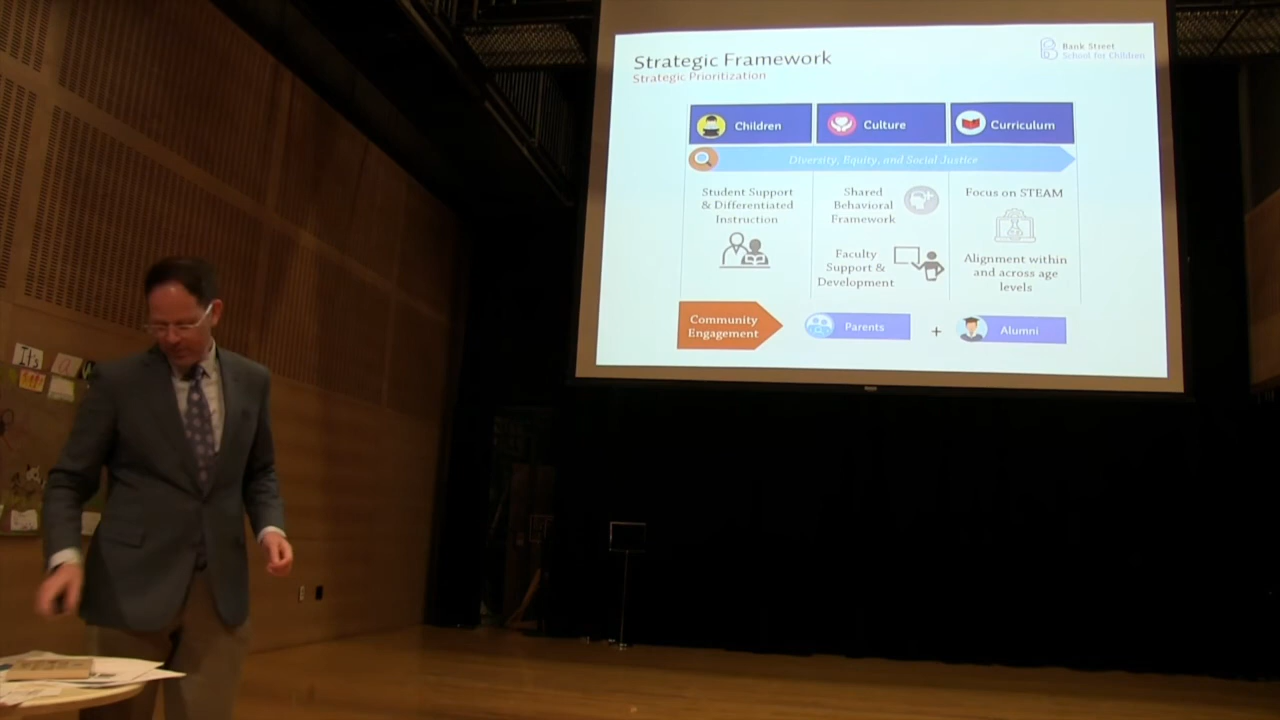 Strategic Framework
Strategic Prioritization
Bank Street
School for Children
Children
Culture
Curriculum
Diversity, Equity, and Social Justice
Student Support
& Differentiated
Instruction
Shared
Behavioral
Framework
Faculty
Support &
Development
Focus on STEAM
Alignment within
and across age
levels
Community
Engagement
Parents
+
Alumni
It's
a